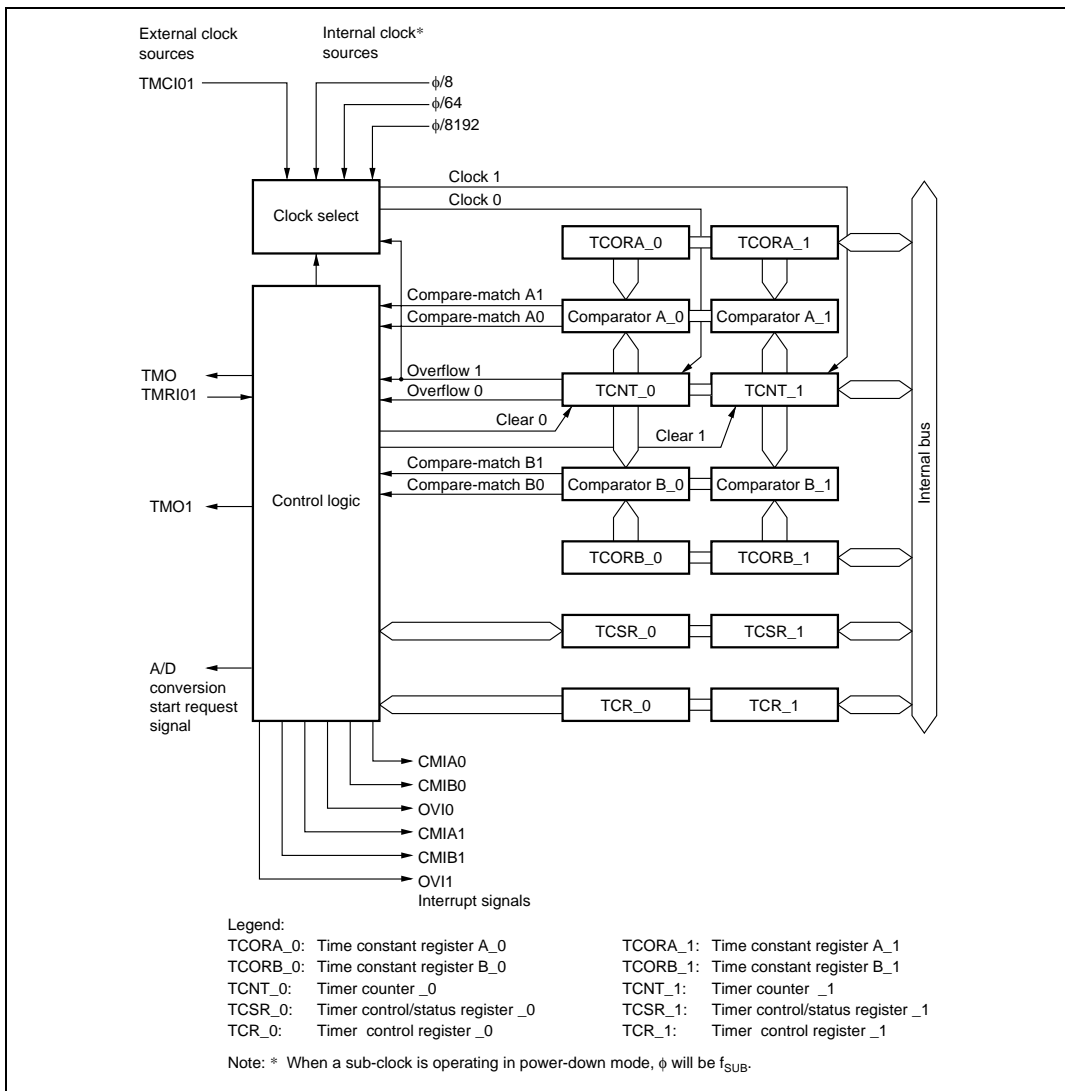 External clock
sources
Internal clock*
sources
TMCI01
ϕ/8
ϕ/64
ϕ/8192
Clock 1
Clock 0
Clock select
TCORA_0
TCORA_1
Compare-match A1
Compare-match A0
Comparator A_0
Comparator A_1
TMO
TMRI01
Overflow 1
Overflow 0
TCNT_0
TCNT_1
Clear 0
Clear 1
Internal bus
Compare-match B1
Compare-match B0
Comparator B_0
Comparator B_1
Control logic
TMO1
TCORB_0
TCORB_1
TCSR_0
TCSR_1
A/D
conversion
start request
signal
TCR_0
TCR_1
CMIA0
CMIB0
OVI0
CMIA1
CMIB1
OVI1
Interrupt signals
Legend:
TCORA_0: Time constant register A_0
TCORB_0: Time constant register B_0
TCNT_0: Timer counter _0
TCSR_0: Timer control/status register _0
TCR_0: Timer control register _0
TCORA_1: Time constant register A_1
TCORB_1: Time constant register B_1
TCNT_1: Timer counter _1
TCSR_1: Timer control/status register _1
TCR_1: Timer control register _1
Note: * When a sub-clock is operating in power-down mode, ϕ will be fSUB.